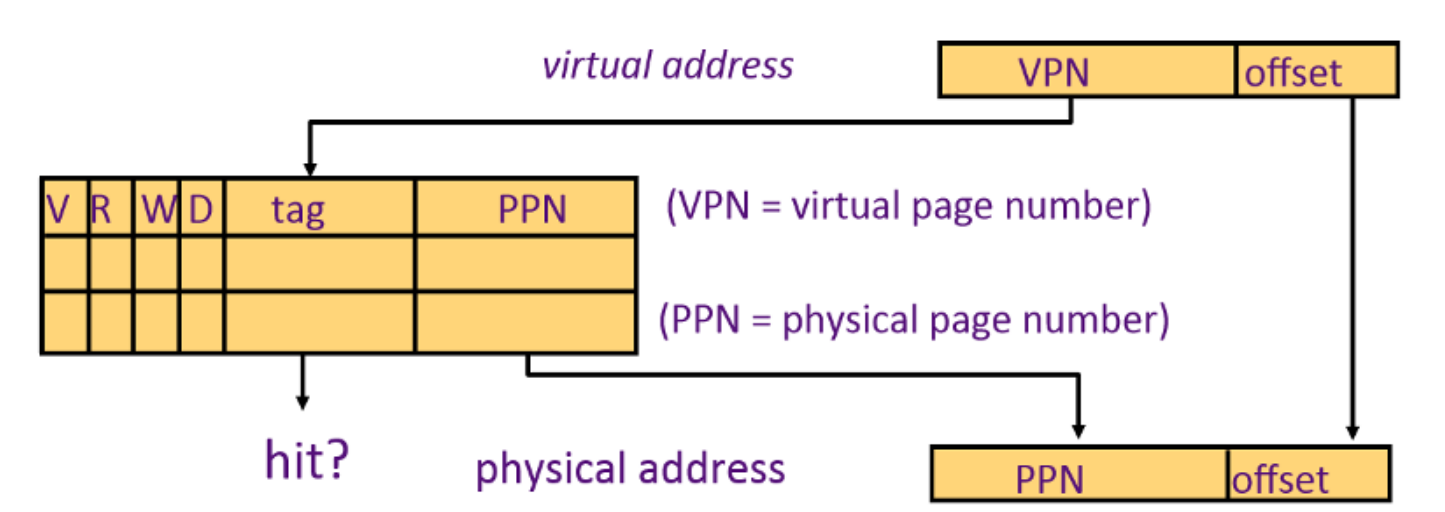 virtual address
VPN offset
V R W D tag PPN
(VPN = virtual page number)
(PPN = physical page number)
hit?
physical address
PPN offset